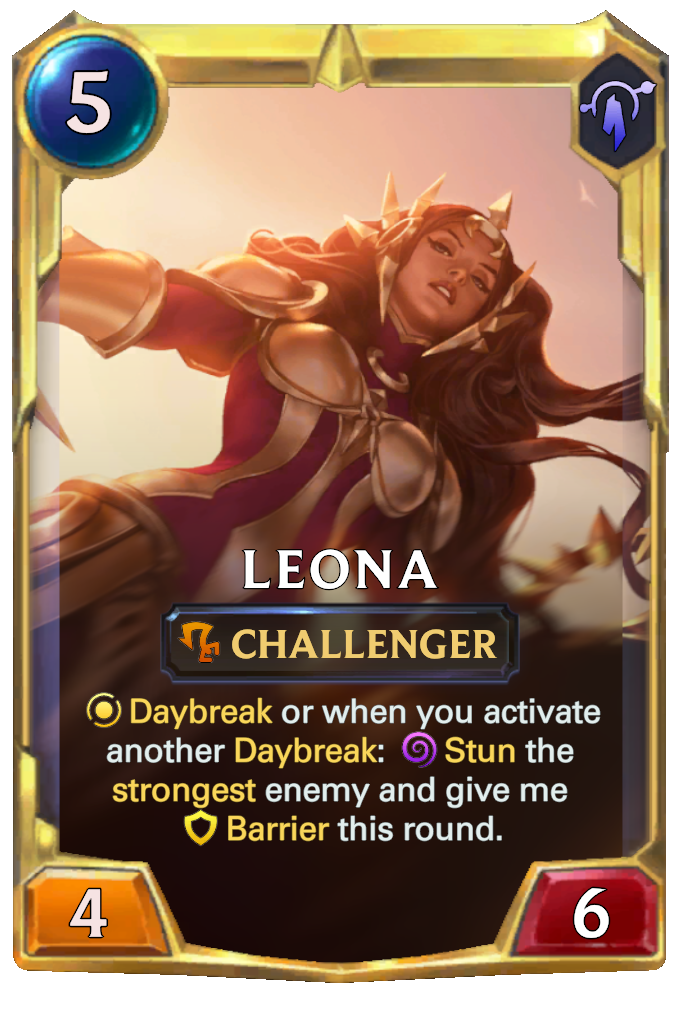 5
LEONA
CHALLENGER
Daybreak or when you activate
another Daybreak: Stun the
strongest enemy and give me
Barrier this round.
4 6